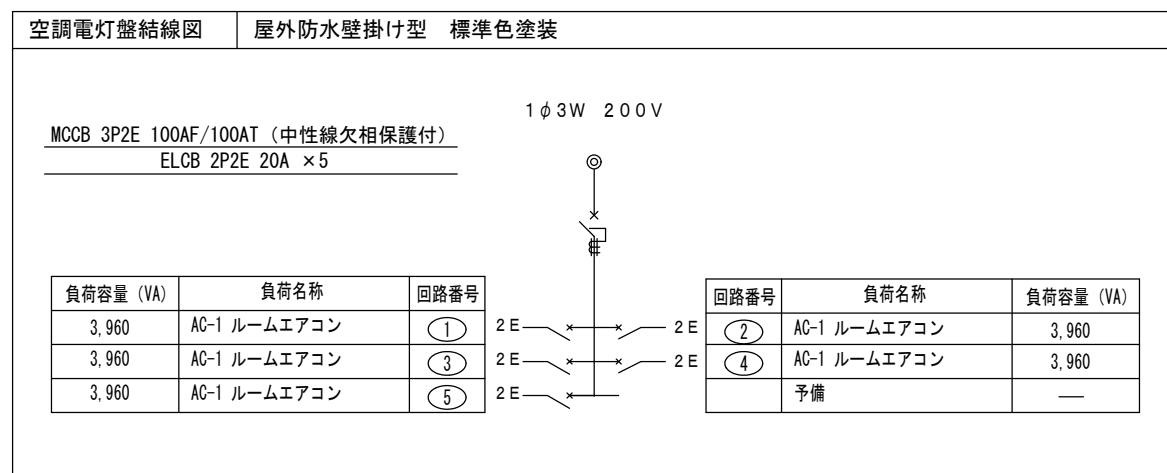 空調電灯盤結線図 屋外防水壁掛け型 標準色塗装
1φ3W 200V
MCCB 3P2E 100AF/100AT（中性線欠相保護付）
ELCB 2P2E 20A ×5
負荷容量 (VA) 負荷名称 回路番号
3,960 AC-1 ルームエアコン 1 2E
3,960 AC-1 ルームエアコン 3 2E
3,960 AC-1 ルームエアコン 5 2E
回路番号 負荷名称 負荷容量 (VA)
2E 2 AC-1 ルームエアコン 3,960
2E 4 AC-1 ルームエアコン 3,960
予備 ―